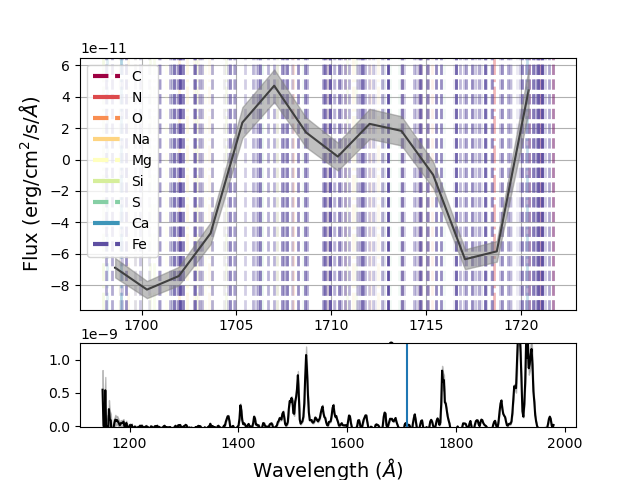 1e−11
Flux (erg/cm²/s/Å)
6
4
2
0
−2
−4
−6
−8
C
N
O
Na
Mg
Si
S
Ca
Fe
1700 1705 1710 1715 1720
1e−9
1.0
0.5
0.0
1200 1400 1600 1800 2000
Wavelength (Å)